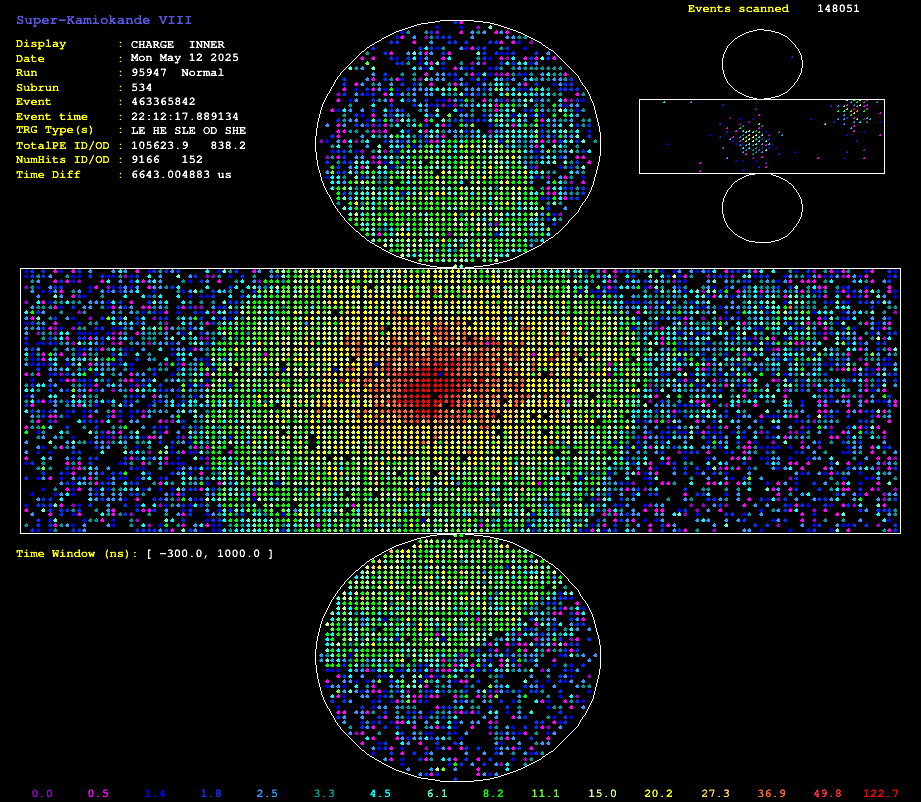 Super-Kamiokande VIII
Events scanned 148051
Display : CHARGE INNER
Date : Mon May 12 2025
Run : 95947 Normal
Subrun : 534
Event : 463365842
Event time : 22:12:17.889134
TRG Type(s) : LE HE SLE OD SHE
TotalPE ID/OD : 105623.9 838.2
NumHits ID/OD : 9166 152
Time Diff : 6643.004883 us
Time Window (ns): [ −300.0, 1000.0 ]
0.0 0.5 1.4 1.8 2.5 3.3 4.5 6.1 8.2 11.1 15.0 20.2 27.3 36.9 49.8 122.7